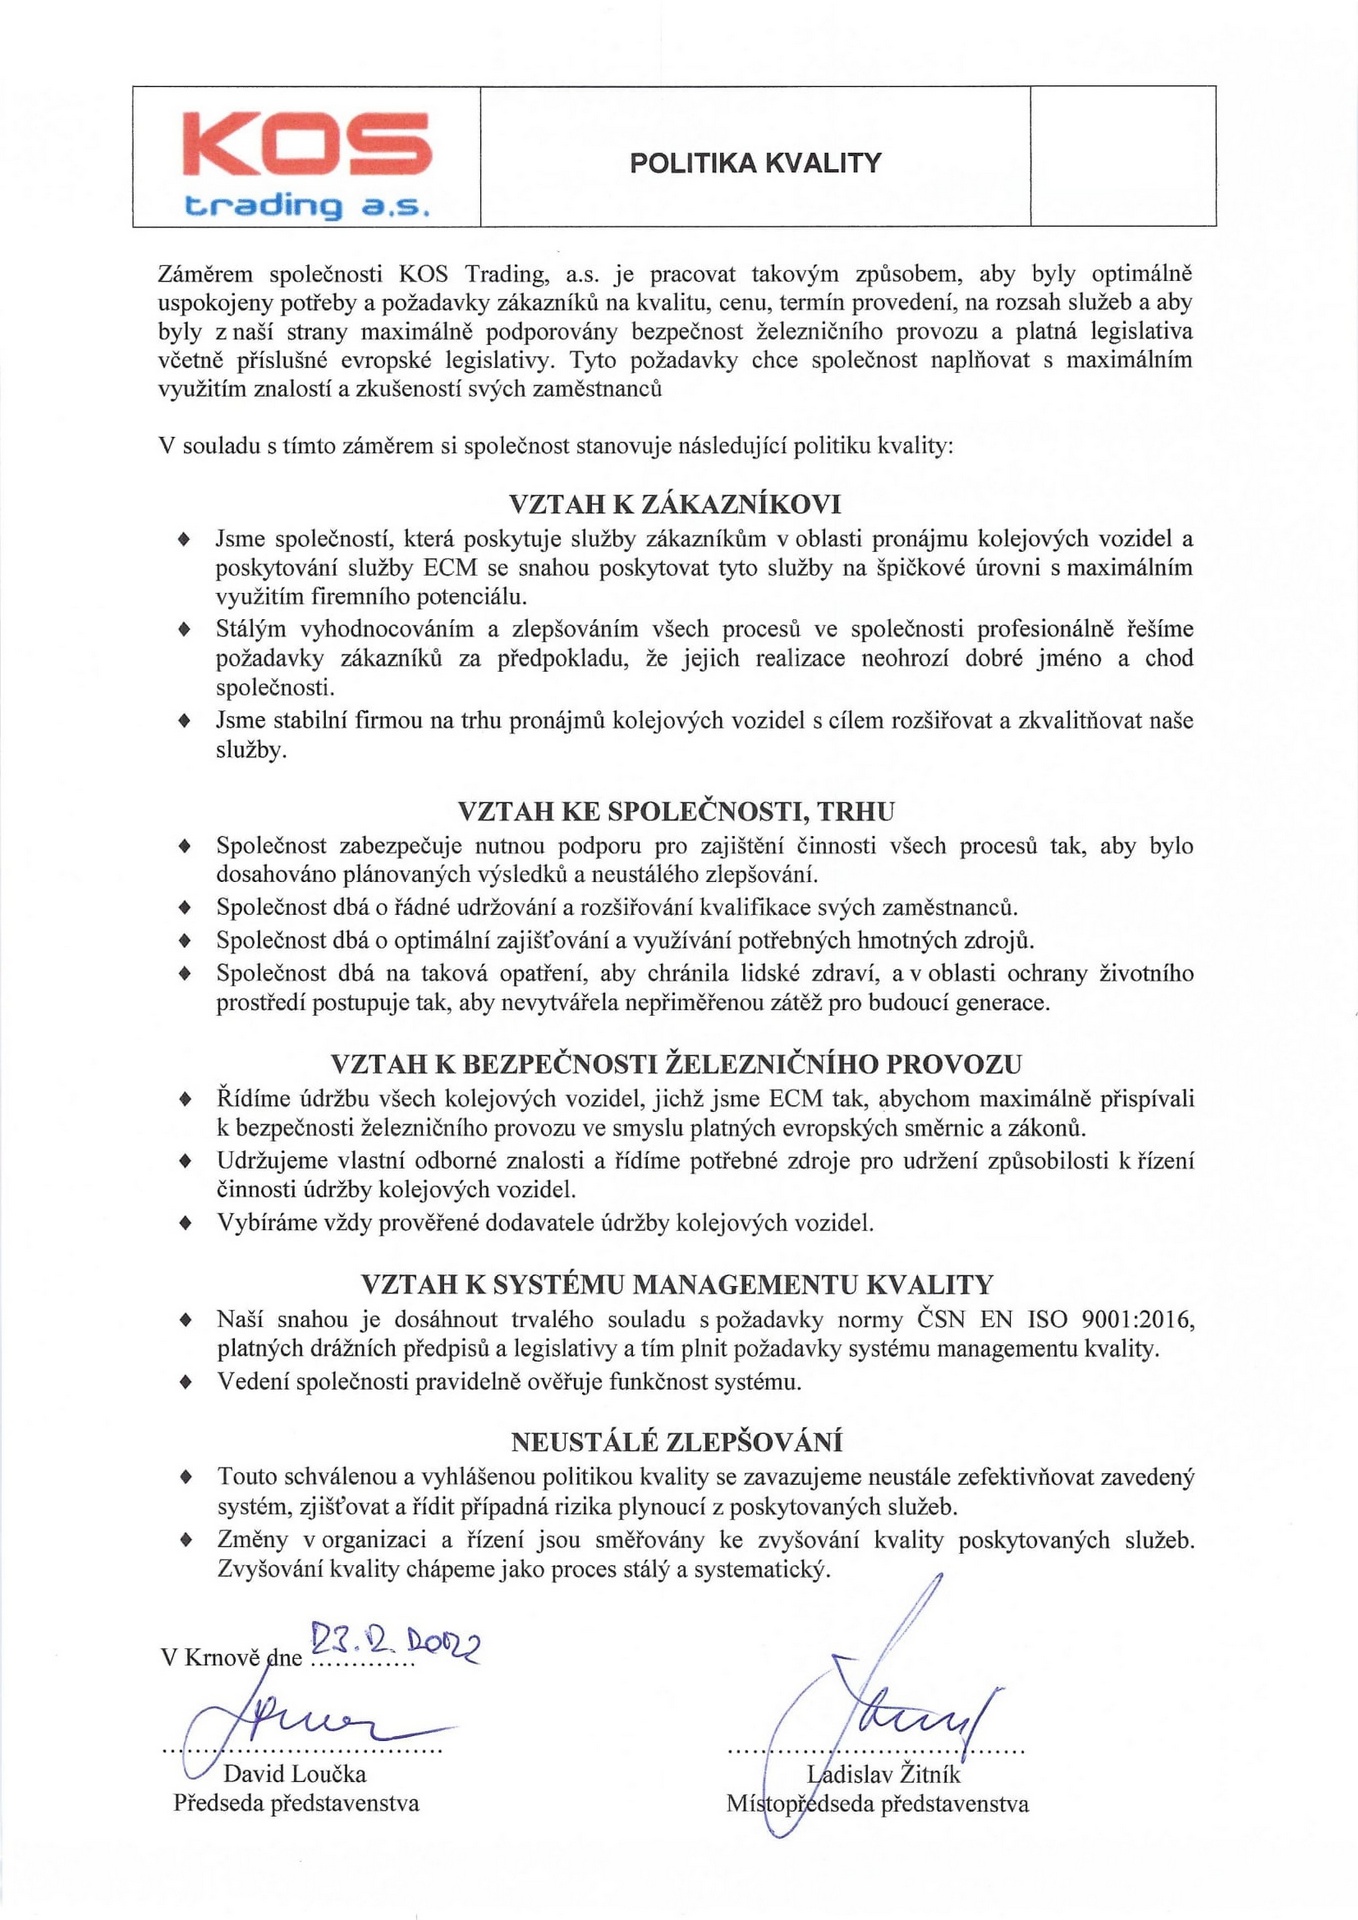 KOS
trading a.s.
POLITIKA KVALITY
Záměrem společnosti KOS Trading, a.s. je pracovat takovým způsobem, aby byly optimálně
uspokojeny potřeby a požadavky zákazníků na kvalitu, cenu, termín provedení, na rozsah služeb a aby
byly z naší strany maximálně podporovány bezpečnost železničního provozu a platná legislativa
včetně příslušné evropské legislativy. Tyto požadavky chce společnost naplňovat s maximálním
využitím znalostí a zkušeností svých zaměstnanců
V souladu s tímto záměrem si společnost stanovuje následující politiku kvality:
VZTAH K ZÁKAZNÍKOVI
♦ Jsme společností, která poskytuje služby zákazníkům v oblasti pronájmu kolejových vozidel a
poskytování služby ECM se snahou poskytovat tyto služby na špičkové úrovni s maximálním
využitím firemního potenciálu.
♦ Stálým vyhodnocováním a zlepšováním všech procesů ve společnosti profesionálně řešíme
požadavky zákazníků za předpokladu, že jejich realizace neohrozí dobré jméno a chod
společnosti.
♦ Jsme stabilní firmou na trhu pronájmů kolejových vozidel s cílem rozšiřovat a zkvalitňovat naše
služby.
VZTAH KE SPOLEČNOSTI, TRHU
♦ Společnost zabezpečuje nutnou podporu pro zajištění činnosti všech procesů tak, aby bylo
dosahováno plánovaných výsledků a neustálého zlepšování.
♦ Společnost dbá o řádné udržování a rozšiřování kvalifikace svých zaměstnanců.
♦ Společnost dbá o optimální zajišťování a využívání potřebných hmotných zdrojů.
♦ Společnost dbá na taková opatření, aby chránila lidské zdraví, a v oblasti ochrany životního
prostředí postupuje tak, aby nevytvářela nepřiměřenou zátěž pro budoucí generace.
VZTAH K BEZPEČNOSTI ŽELEZNIČNÍHO PROVOZU
♦ Řídíme údržbu všech kolejových vozidel, jichž jsme ECM tak, abychom maximálně přispívali
k bezpečnosti železničního provozu ve smyslu platných evropských směrnic a zákonů.
♦ Udržujeme vlastní odborné znalosti a řídíme potřebné zdroje pro udržení způsobilosti k řízení
činnosti údržby kolejových vozidel.
♦ Vybíráme vždy prověřené dodavatele údržby kolejových vozidel.
VZTAH K SYSTÉMU MANAGEMENTU KVALITY
♦ Naší snahou je dosáhnout trvalého souladu s požadavky normy ČSN EN ISO 9001:2016,
platných drážních předpisů a legislativy a tím plnit požadavky systému managementu kvality.
♦ Vedení společnosti pravidelně ověřuje funkčnost systému.
NEUSTÁLÉ ZLEPŠOVÁNÍ
♦ Touto schválenou a vyhlášenou politikou kvality se zavazujeme neustále zefektivňovat zavedený
systém, zjišťovat a řídit případná rizika plynoucí z poskytovaných služeb.
♦ Změny v organizaci a řízení jsou směřovány ke zvyšování kvality poskytovaných služeb.
Zvyšování kvality chápeme jako proces stálý a systematický.
V Krnově dne 23.2.2022
David Loučka
Předseda představenstva
Ladislav Žitník
Místopředseda představenstva